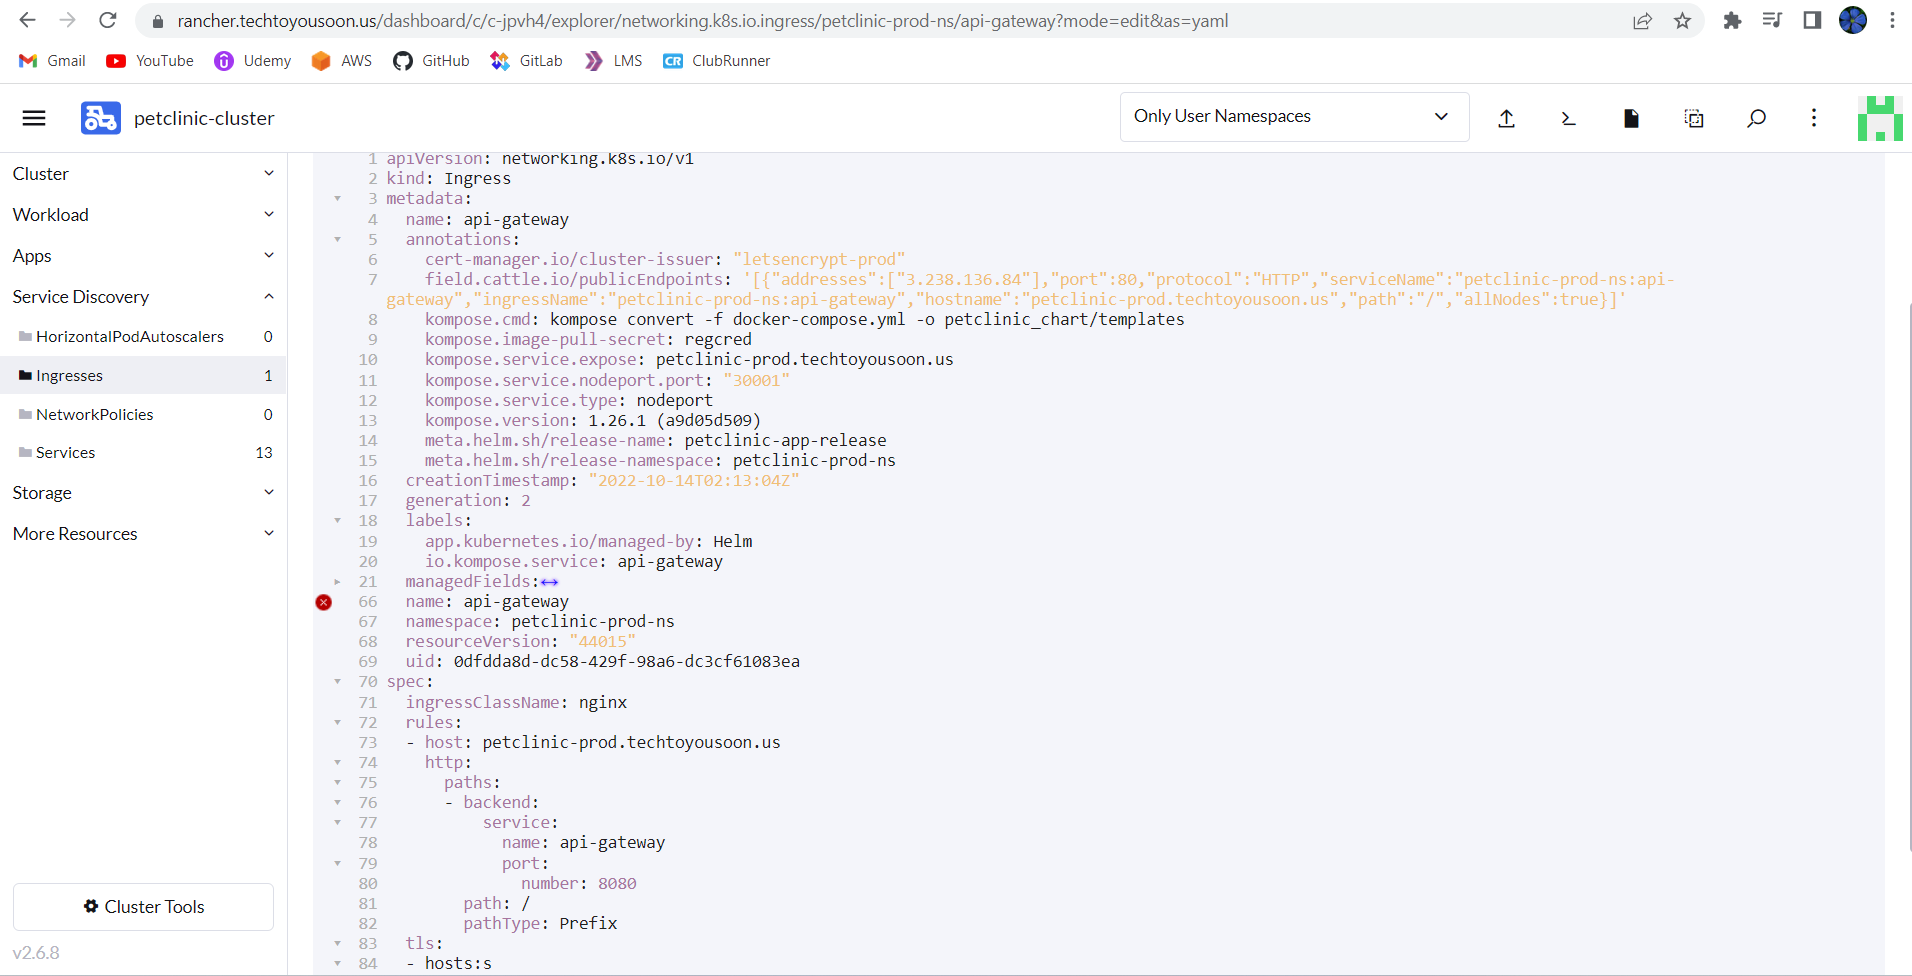 rancher.techtoyousoon.us/dashboard/c/c-jpvh4/explorer/networking.k8s.io.ingress/petclinic-prod-ns/api-gateway?mode=edit&as=yaml
Gmail YouTube Udemy AWS GitHub GitLab LMS CR ClubRunner
petclinic-cluster
Only User Namespaces
Cluster
Workload
Apps
Service Discovery
HorizontalPodAutoscalers 0
Ingresses 1
NetworkPolicies 0
Services 13
Storage
More Resources
Cluster Tools
v2.6.8
1 apiVersion: networking.k8s.io/v1
2 kind: Ingress
3 metadata:
4 name: api-gateway
5 annotations:
6 cert-manager.io/cluster-issuer: "letsencrypt-prod"
7 field.cattle.io/publicEndpoints: '[{"addresses":["3.238.136.84"],"port":80,"protocol":"HTTP","serviceName":"petclinic-prod-ns:api-
gateway","ingressName":"petclinic-prod-ns:api-gateway","hostname":"petclinic-prod.techtoyousoon.us","path":"/","allNodes":true}]'
8 kompose.cmd: kompose convert -f docker-compose.yml -o petclinic_chart/templates
9 kompose.image-pull-secret: regcred
10 kompose.service.expose: petclinic-prod.techtoyousoon.us
11 kompose.service.nodeport.port: "30001"
12 kompose.service.type: nodeport
13 kompose.version: 1.26.1 (a9d05d509)
14 meta.helm.sh/release-name: petclinic-app-release
15 meta.helm.sh/release-namespace: petclinic-prod-ns
16 creationTimestamp: "2022-10-14T02:13:04Z"
17 generation: 2
18 labels:
19 app.kubernetes.io/managed-by: Helm
20 io.kompose.service: api-gateway
21 managedFields:↔
66 name: api-gateway
67 namespace: petclinic-prod-ns
68 resourceVersion: "44015"
69 uid: 0dfdda8d-dc58-429f-98a6-dc3cf61083ea
70 spec:
71 ingressClassName: nginx
72 rules:
73 - host: petclinic-prod.techtoyousoon.us
74 http:
75 paths:
76 - backend:
77 service:
78 name: api-gateway
79 port:
80 number: 8080
81 path: /
82 pathType: Prefix
83 tls:
84 - hosts:s